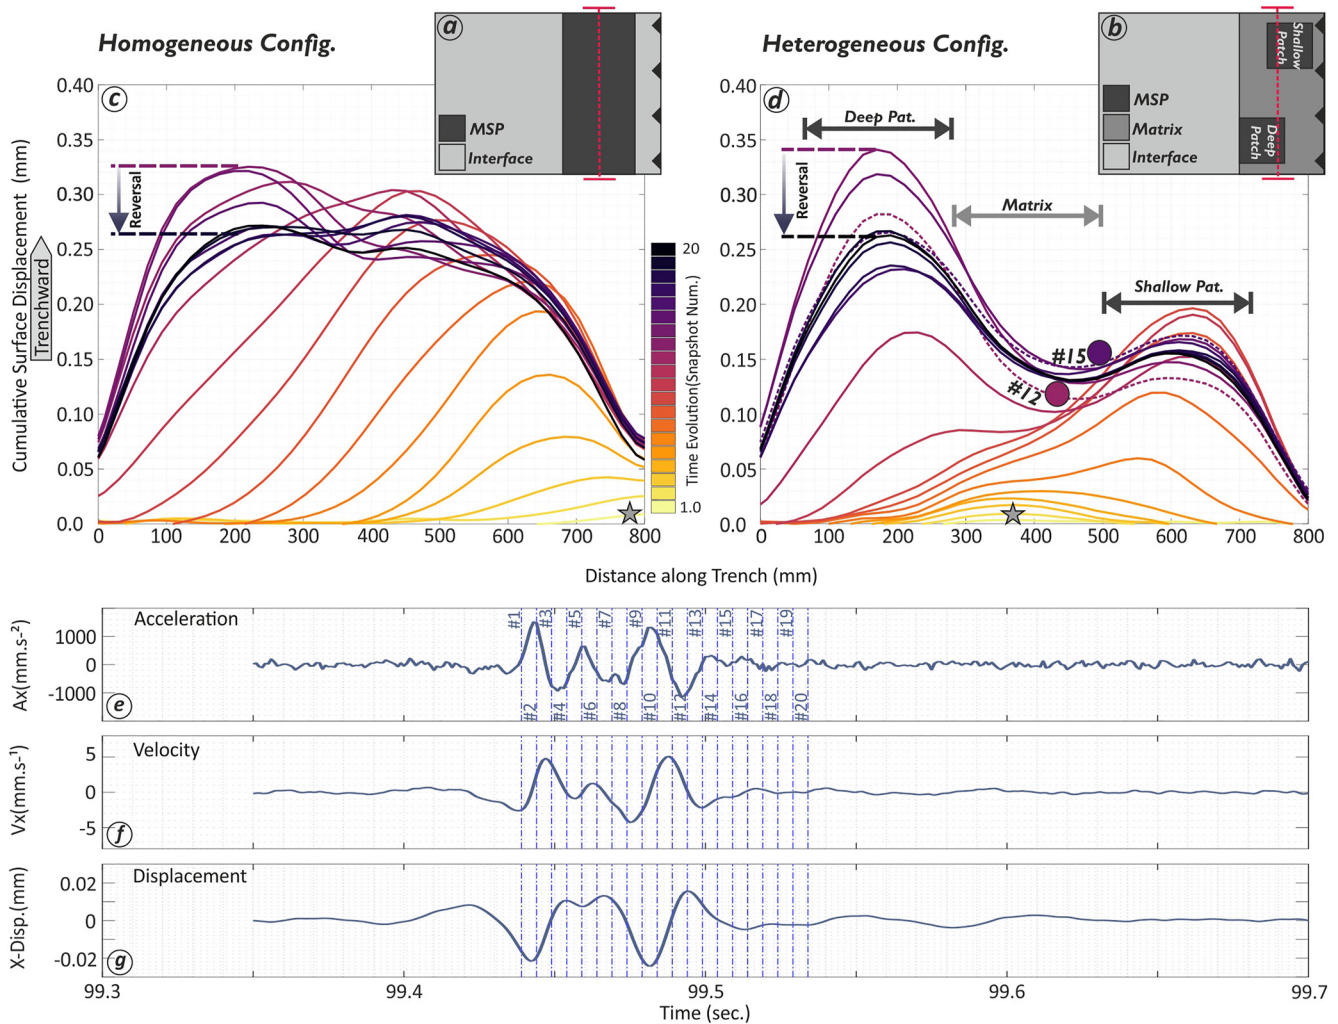 Homogeneous Config.
a
MSP
Interface
Heterogeneous Config.
b
Shallow
Patch
Deep
Patch
MSP
Matrix
Interface
Cumulative Surface Displacement (mm)
Trenchward
c
0.40
0.35
0.30
0.25
0.20
0.15
0.10
0.05
0.0
Reversal
0
100
200
300
400
500
600
700
800
20
1.0
Time Evolution(Snapshot Num.)
d
0.40
0.35
0.30
0.25
0.20
0.15
0.10
0.05
0.0
Deep Pat.
Reversal
Matrix
Shallow Pat.
#15
#12
0
100
200
300
400
500
600
700
800
Distance along Trench (mm)
Ax(mm.s-²)
1000
0
-1000
Acceleration
e
#1
#3
#5
#7
#9
#11
#13
#15
#17
#19
#2
#4
#6
#8
#10
#12
#14
#16
#18
#20
Vx(mm.s-¹)
5
0
-5
Velocity
f
X-Disp.(mm)
0.02
0
-0.02
Displacement
g
99.3
99.4
99.5
99.6
99.7
Time (sec.)